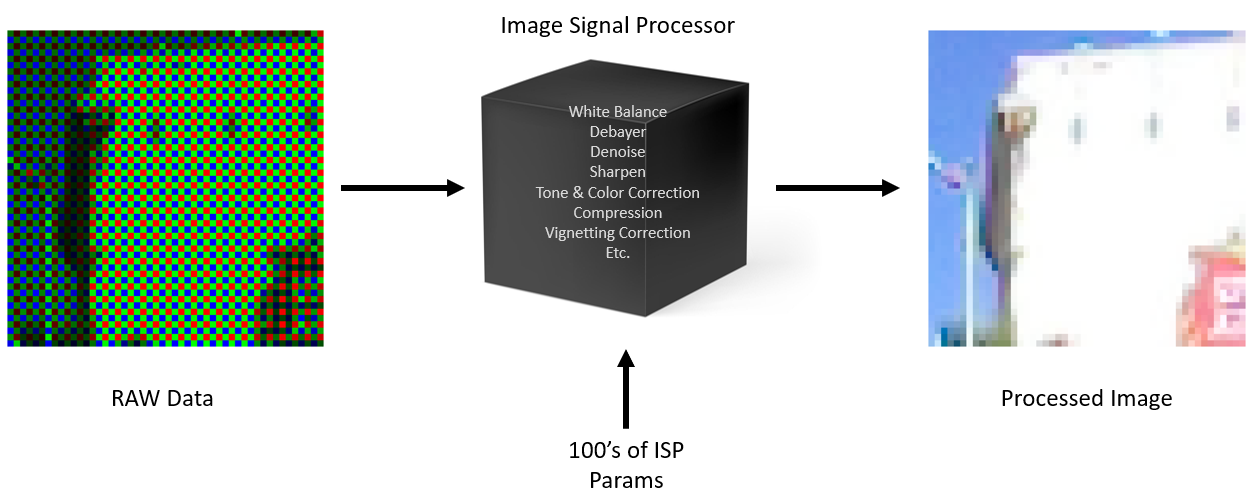 Image Signal Processor
White Balance
Debayer
Denoise
Sharpen
Tone & Color Correction
Compression
Vignetting Correction
Etc.
RAW Data
Processed Image
100’s of ISP
Params